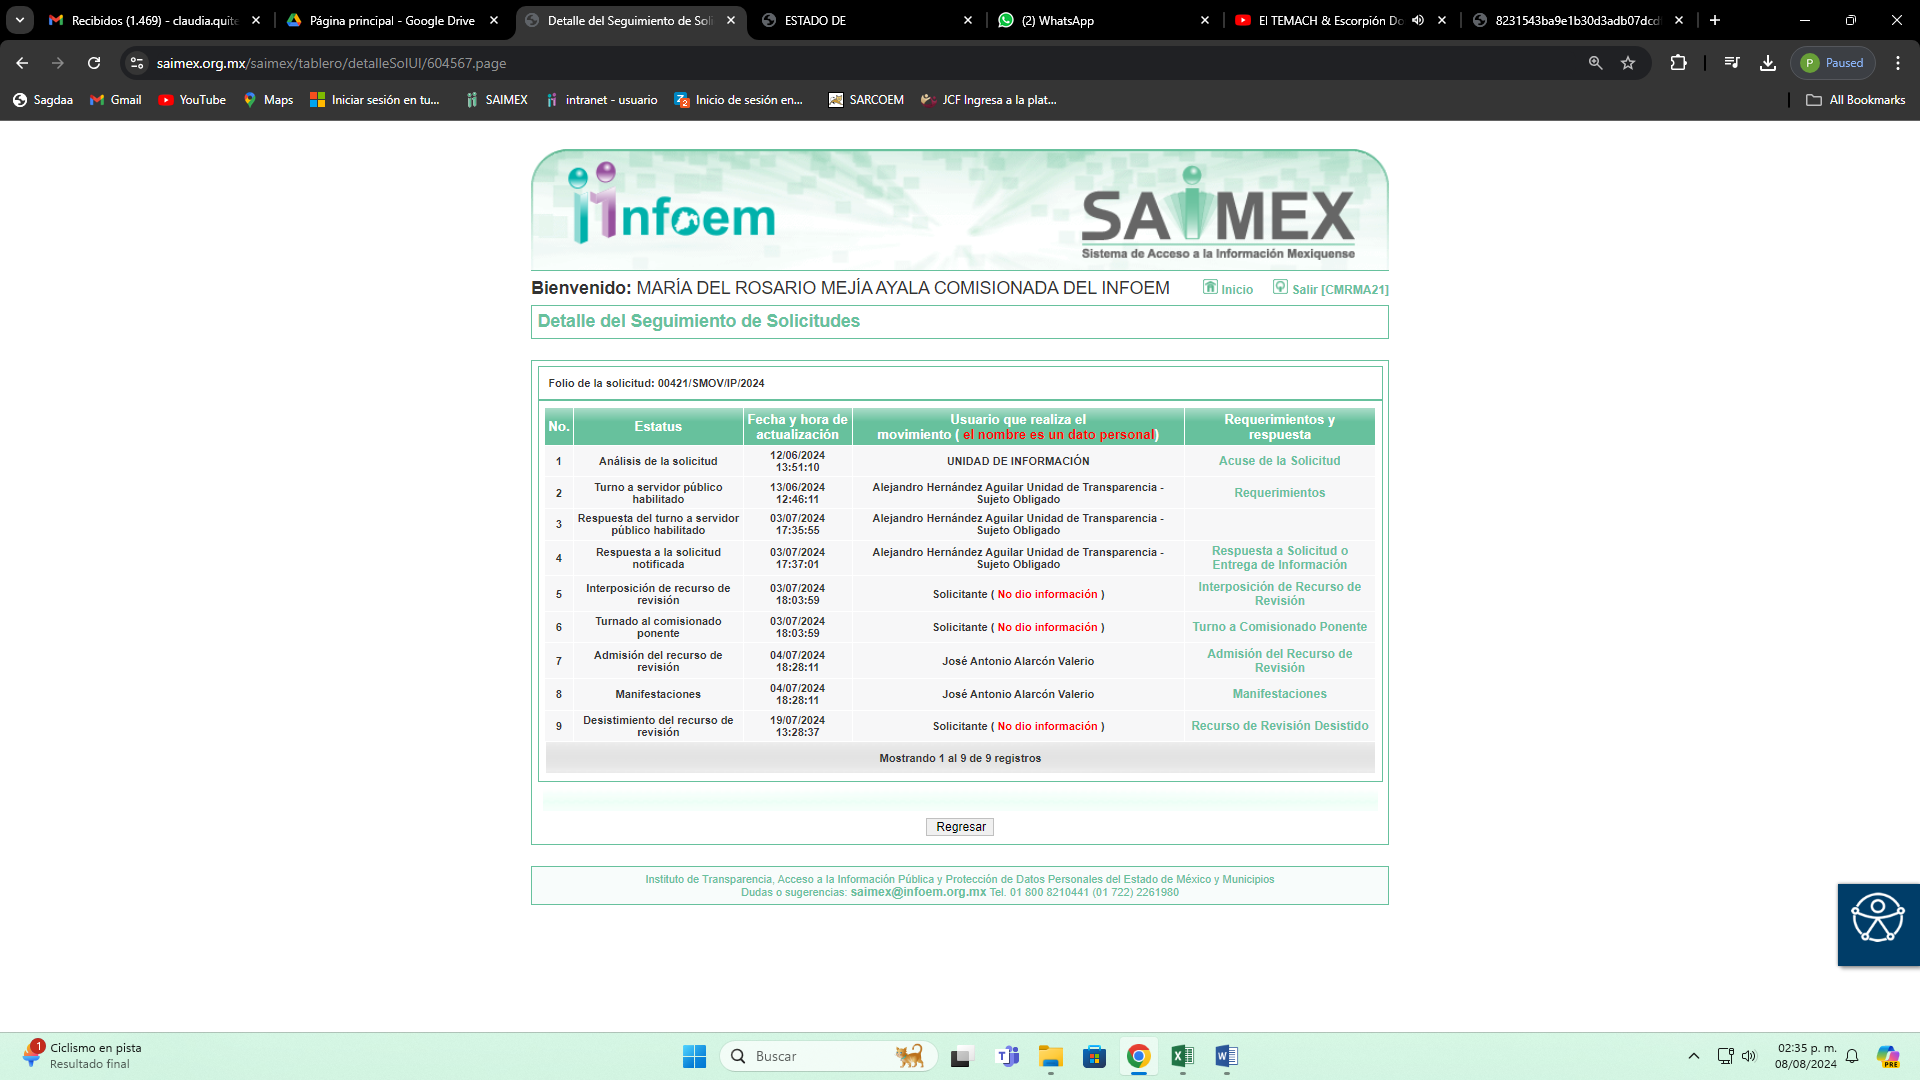 Recibidos (1.469) - claudia.quite
Página principal - Google Drive
Detalle del Seguimiento de Soli
ESTADO DE
(2) WhatsApp
El TEMACH & Escorpión Do
8231543ba9e1b30d3adb07dcd
saimex.org.mx/saimex/tablero/detalleSolUI/604567.page
P Paused
Sagdaa
Gmail
YouTube
Maps
Iniciar sesión en tu...
SAIMEX
intranet - usuario
Inicio de sesión en...
SARCOEM
JCF Ingresa a la plat...
All Bookmarks
infoem
SAIMEX
Sistema de Acceso a la Información Mexiquense
Bienvenido: MARÍA DEL ROSARIO MEJÍA AYALA COMISIONADA DEL INFOEM
Inicio
Salir [CMRMA21]
Detalle del Seguimiento de Solicitudes
Folio de la solicitud: 00421/SMOV/IP/2024
No.
Estatus
Fecha y hora de
actualización
Usuario que realiza el
movimiento ( el nombre es un dato personal)
Requerimientos y
respuesta
1
Análisis de la solicitud
12/06/2024
13:51:10
UNIDAD DE INFORMACIÓN
Acuse de la Solicitud
2
Turno a servidor público
habilitado
13/06/2024
12:46:11
Alejandro Hernández Aguilar Unidad de Transparencia -
Sujeto Obligado
Requerimientos
3
Respuesta del turno a servidor
público habilitado
03/07/2024
17:35:55
Alejandro Hernández Aguilar Unidad de Transparencia -
Sujeto Obligado
4
Respuesta a la solicitud
notificada
03/07/2024
17:37:01
Alejandro Hernández Aguilar Unidad de Transparencia -
Sujeto Obligado
Respuesta a Solicitud o
Entrega de Información
5
Interposición de recurso de
revisión
03/07/2024
18:03:59
Solicitante ( No dio información )
Interposición de Recurso de
Revisión
6
Turnado al comisionado
ponente
03/07/2024
18:03:59
Solicitante ( No dio información )
Turno a Comisionado Ponente
7
Admisión del recurso de
revisión
04/07/2024
18:28:11
José Antonio Alarcón Valerio
Admisión del Recurso de
Revisión
8
Manifestaciones
04/07/2024
18:28:11
José Antonio Alarcón Valerio
Manifestaciones
9
Desistimiento del recurso de
revisión
19/07/2024
13:28:37
Solicitante ( No dio información )
Recurso de Revisión Desistido
Mostrando 1 al 9 de 9 registros
Regresar
Instituto de Transparencia, Acceso a la Información Pública y Protección de Datos Personales del Estado de México y Municipios
Dudas o sugerencias: saimex@infoem.org.mx Tel. 01 800 8210441 (01 722) 2261980
1
Ciclismo en pista
Resultado final
Buscar
02:35 p. m.
08/08/2024
PRE